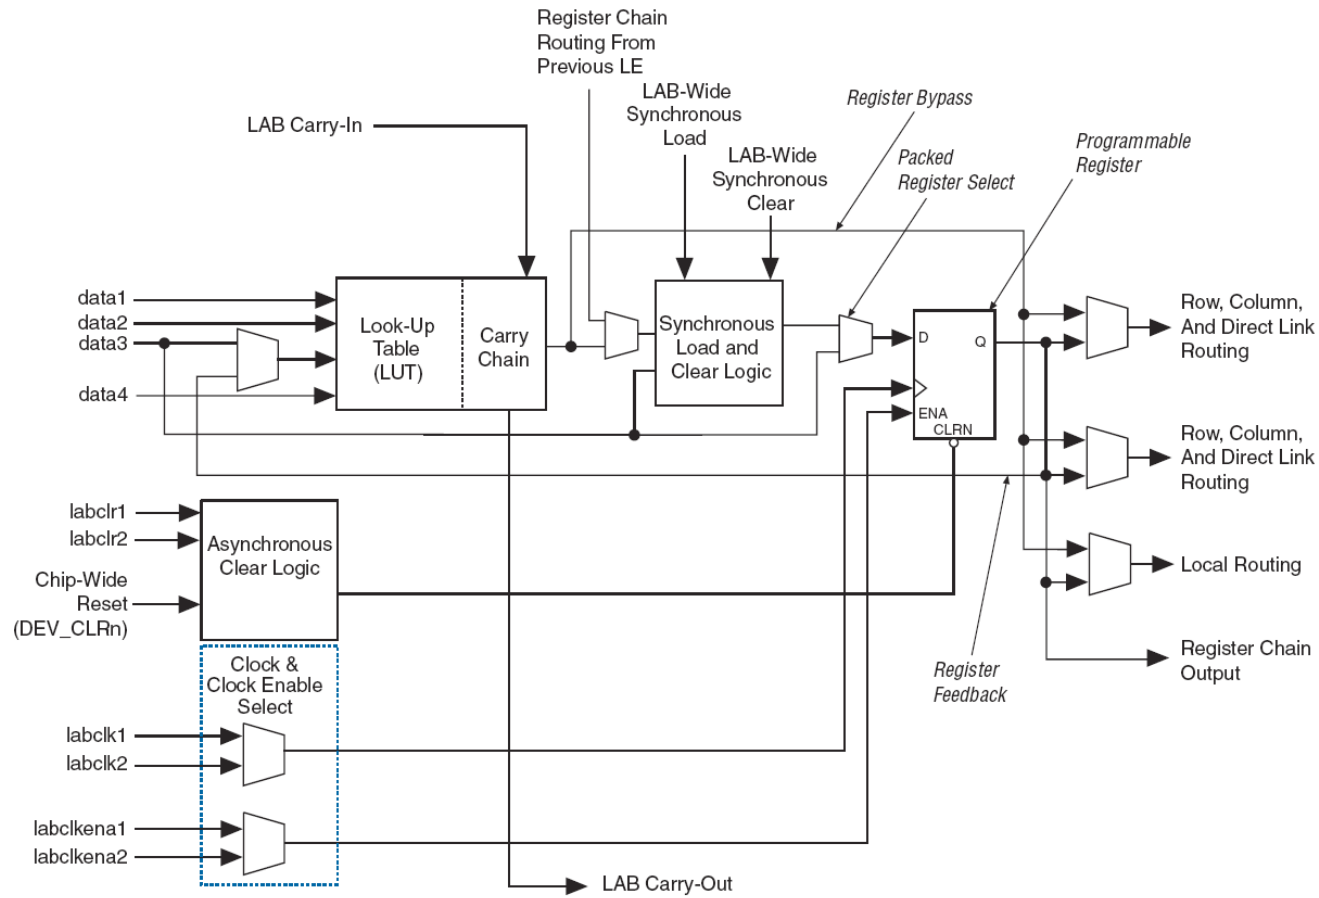 Register Chain
Routing From
Previous LE
LAB-Wide
Synchronous
Load
LAB-Wide
Synchronous
Clear
Register Bypass
Packed
Register Select
Programmable
Register
LAB Carry-In
data1
data2
data3
data4
Look-Up
Table
(LUT)
Carry
Chain
Synchronous
Load and
Clear Logic
D
Q
ENA
CLRN
Row, Column,
And Direct Link
Routing
Row, Column,
And Direct Link
Routing
Local Routing
Register Chain
Output
Register
Feedback
labclr1
labclr2
Chip-Wide
Reset
(DEV_CLRn)
Asynchronous
Clear Logic
Clock &
Clock Enable
Select
labclk1
labclk2
labclkena1
labclkena2
LAB Carry-Out